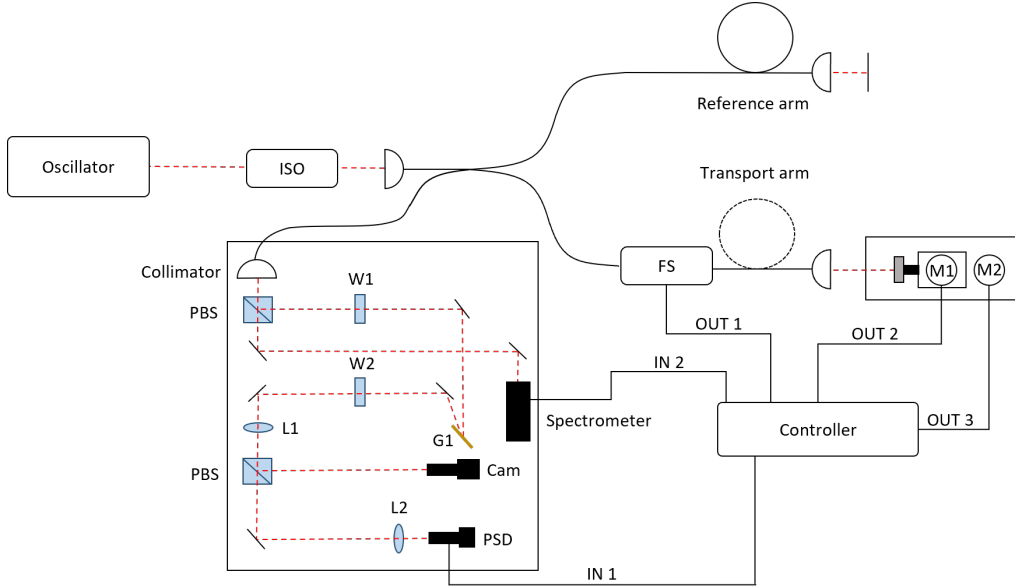 Reference arm
Oscillator
ISO
Transport arm
FS
M1
M2
Collimator
W1
PBS
OUT 1
OUT 2
IN 2
W2
L1
G1
Spectrometer
Controller
OUT 3
PBS
Cam
L2
PSD
IN 1